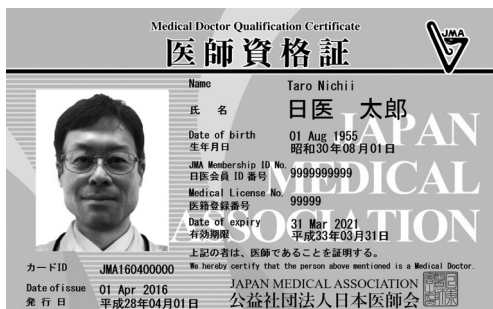 Medical Doctor Qualification Certificate
医師資格証
JMA
Name Taro Nichii
氏 名 日医 太郎
Date of birth 01 Aug 1955
生年月日 昭和30年08月01日
JMA Membership ID No.
日医会員 ID 番号 9999999999
Medical License No.
医籍登録番号 99999
Date of expiry 31 Mar 2021
有効期限 平成33年03月31日
JAPAN
MEDICAL
ASSOCIATION
上記の者は、医師であることを証明する。
We hereby certify that the person above mentioned is a Medical Doctor.
カードID JMA160400000
Date of issue 01 Apr 2016
発 行 日 平成28年04月01日
JAPAN MEDICAL ASSOCIATION
公益社団法人日本医師会